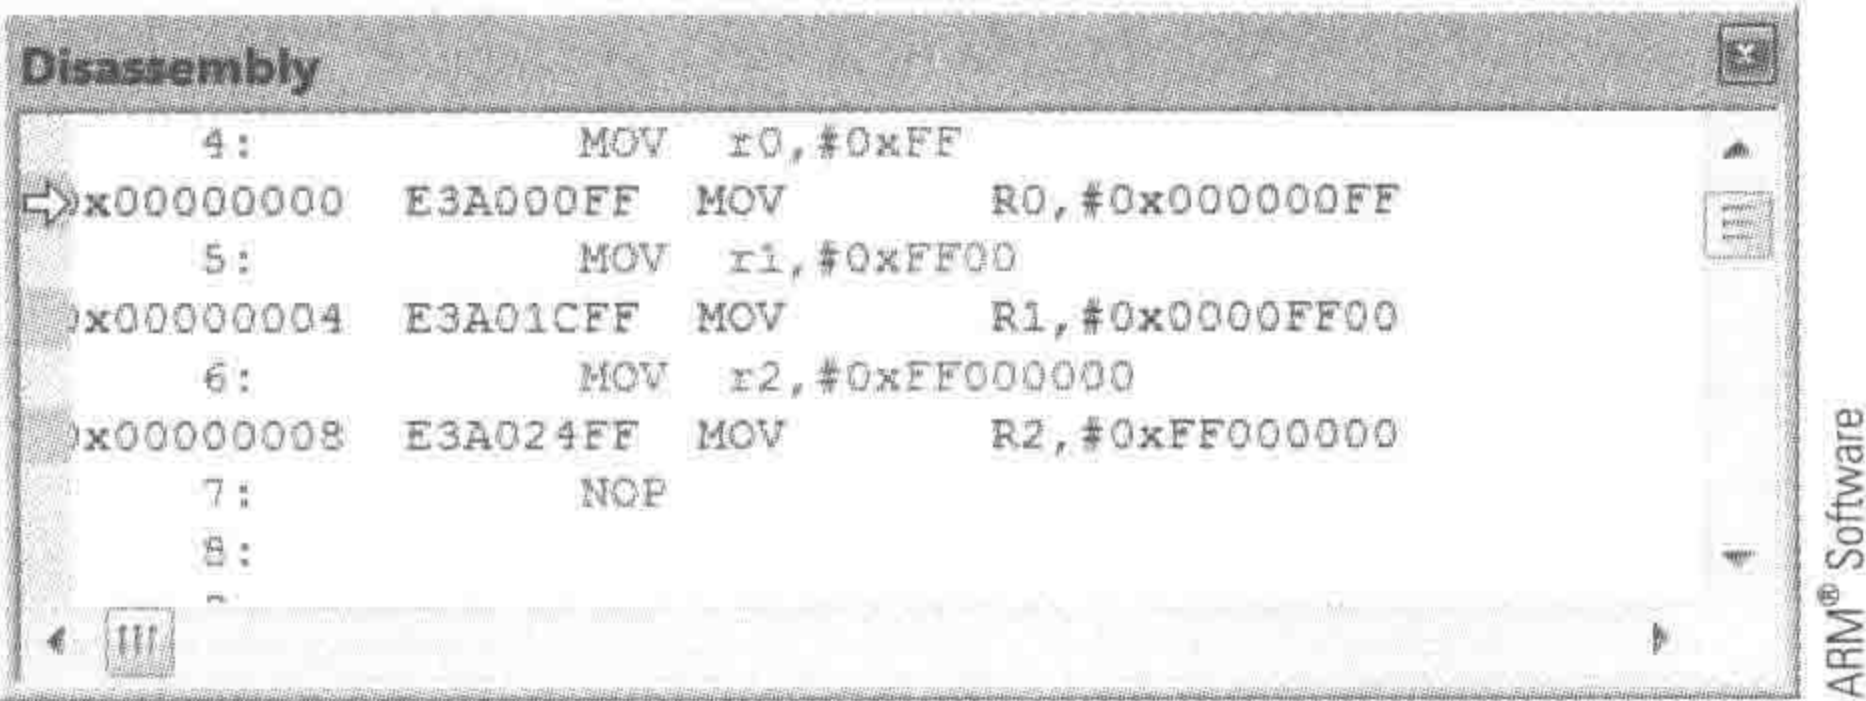 Disassembly
4: MOV r0,#0xFF
x00000000 E3A000FF MOV R0,#0x000000FF
5: MOV r1,#0xFF00
x00000004 E3A01CFF MOV R1,#0x0000FF00
6: MOV r2,#0xFF000000
x00000008 E3A024FF MOV R2,#0xFF000000
7: NOP
8:
ARM® Software